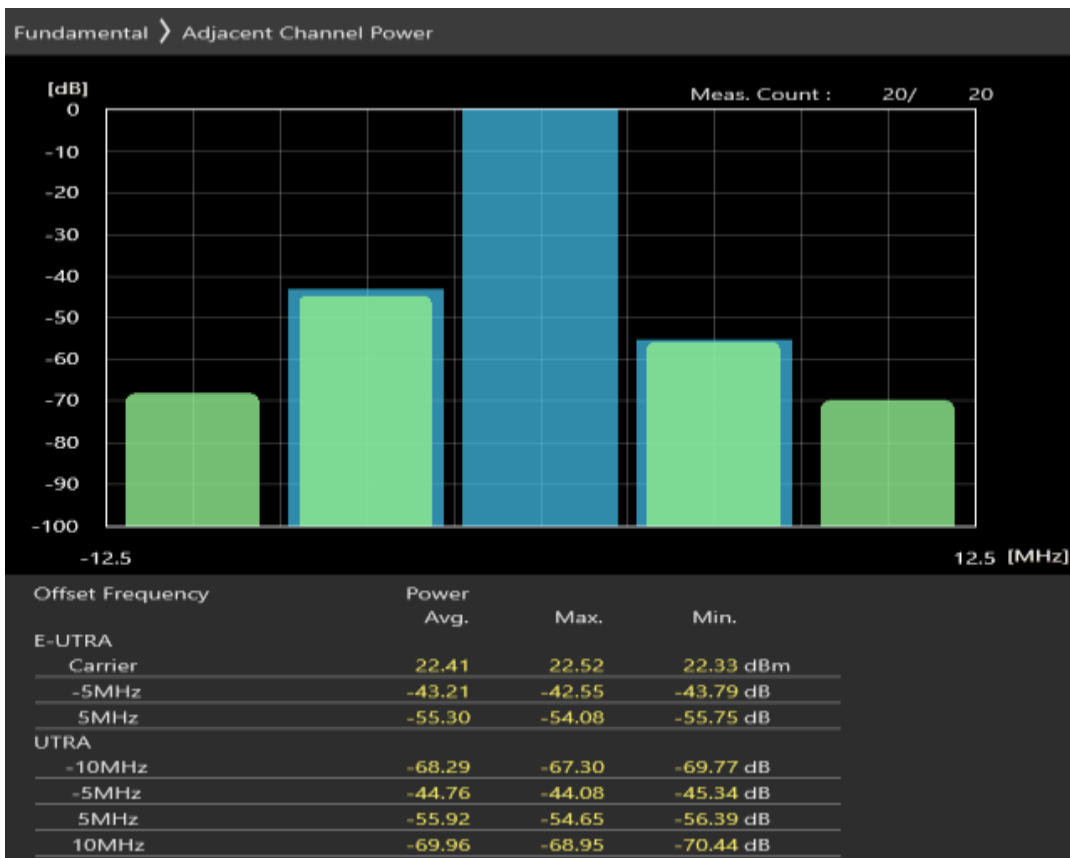 Fundamental 〉 Adjacent Channel Power
[dB]
Meas. Count : 20/ 20
0
-10
-20
-30
-40
-50
-60
-70
-80
-90
-100
-12.5 12.5 [MHz]
Offset Frequency Power
Avg. Max. Min.
E-UTRA
Carrier 22.41 22.52 22.33 dBm
-5MHz -43.21 -42.55 -43.79 dB
5MHz -55.30 -54.08 -55.75 dB
UTRA
-10MHz -68.29 -67.30 -69.77 dB
-5MHz -44.76 -44.08 -45.34 dB
5MHz -55.92 -54.65 -56.39 dB
10MHz -69.96 -68.95 -70.44 dB